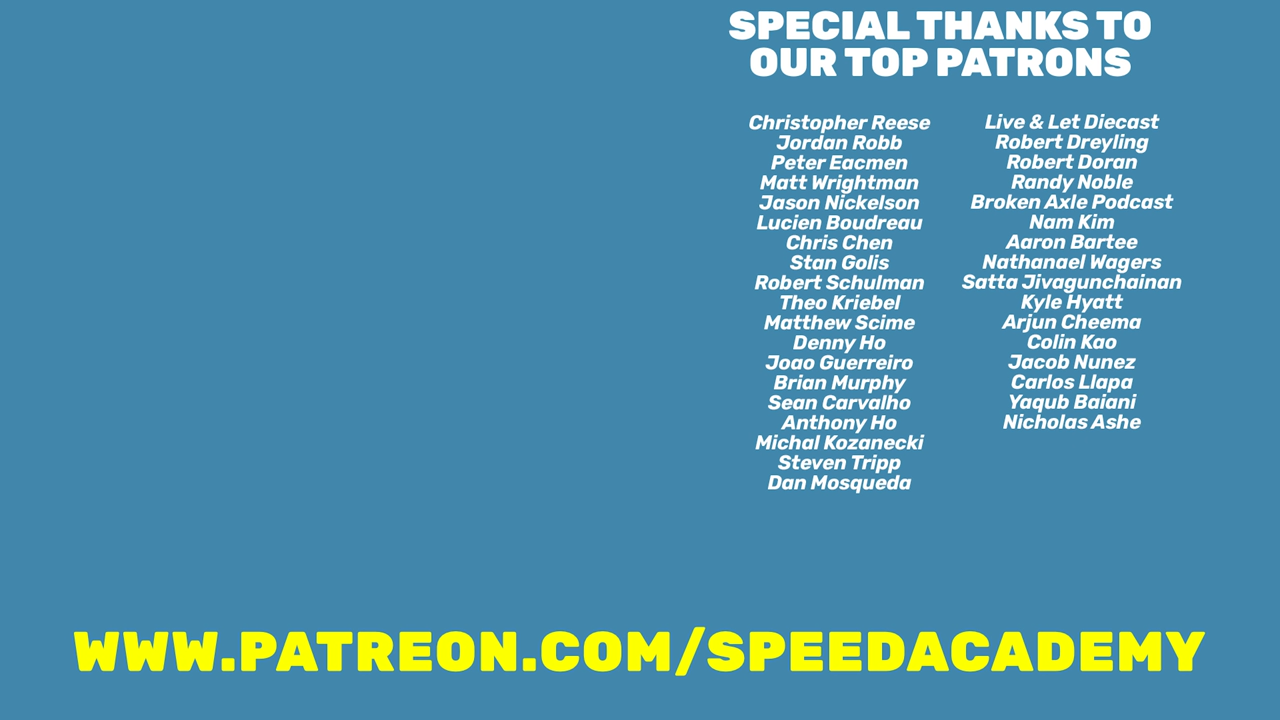 SPECIAL THANKS TO
OUR TOP PATRONS
Christopher Reese
Jordan Robb
Peter Eacmen
Matt Wrightman
Jason Nickelson
Lucien Boudreau
Chris Chen
Stan Golis
Robert Schulman
Theo Kriebel
Matthew Scime
Denny Ho
Joao Guerreiro
Brian Murphy
Sean Carvalho
Anthony Ho
Michal Kozanecki
Steven Tripp
Dan Mosqueda
Live & Let Diecast
Robert Dreyling
Robert Doran
Randy Noble
Broken Axle Podcast
Nam Kim
Aaron Bartee
Nathanael Wagers
Satta Jivagunchainan
Kyle Hyatt
Arjun Cheema
Colin Kao
Jacob Nunez
Carlos Llapa
Yaqub Baiani
Nicholas Ashe
WWW.PATREON.COM/SPEEDACADEMY